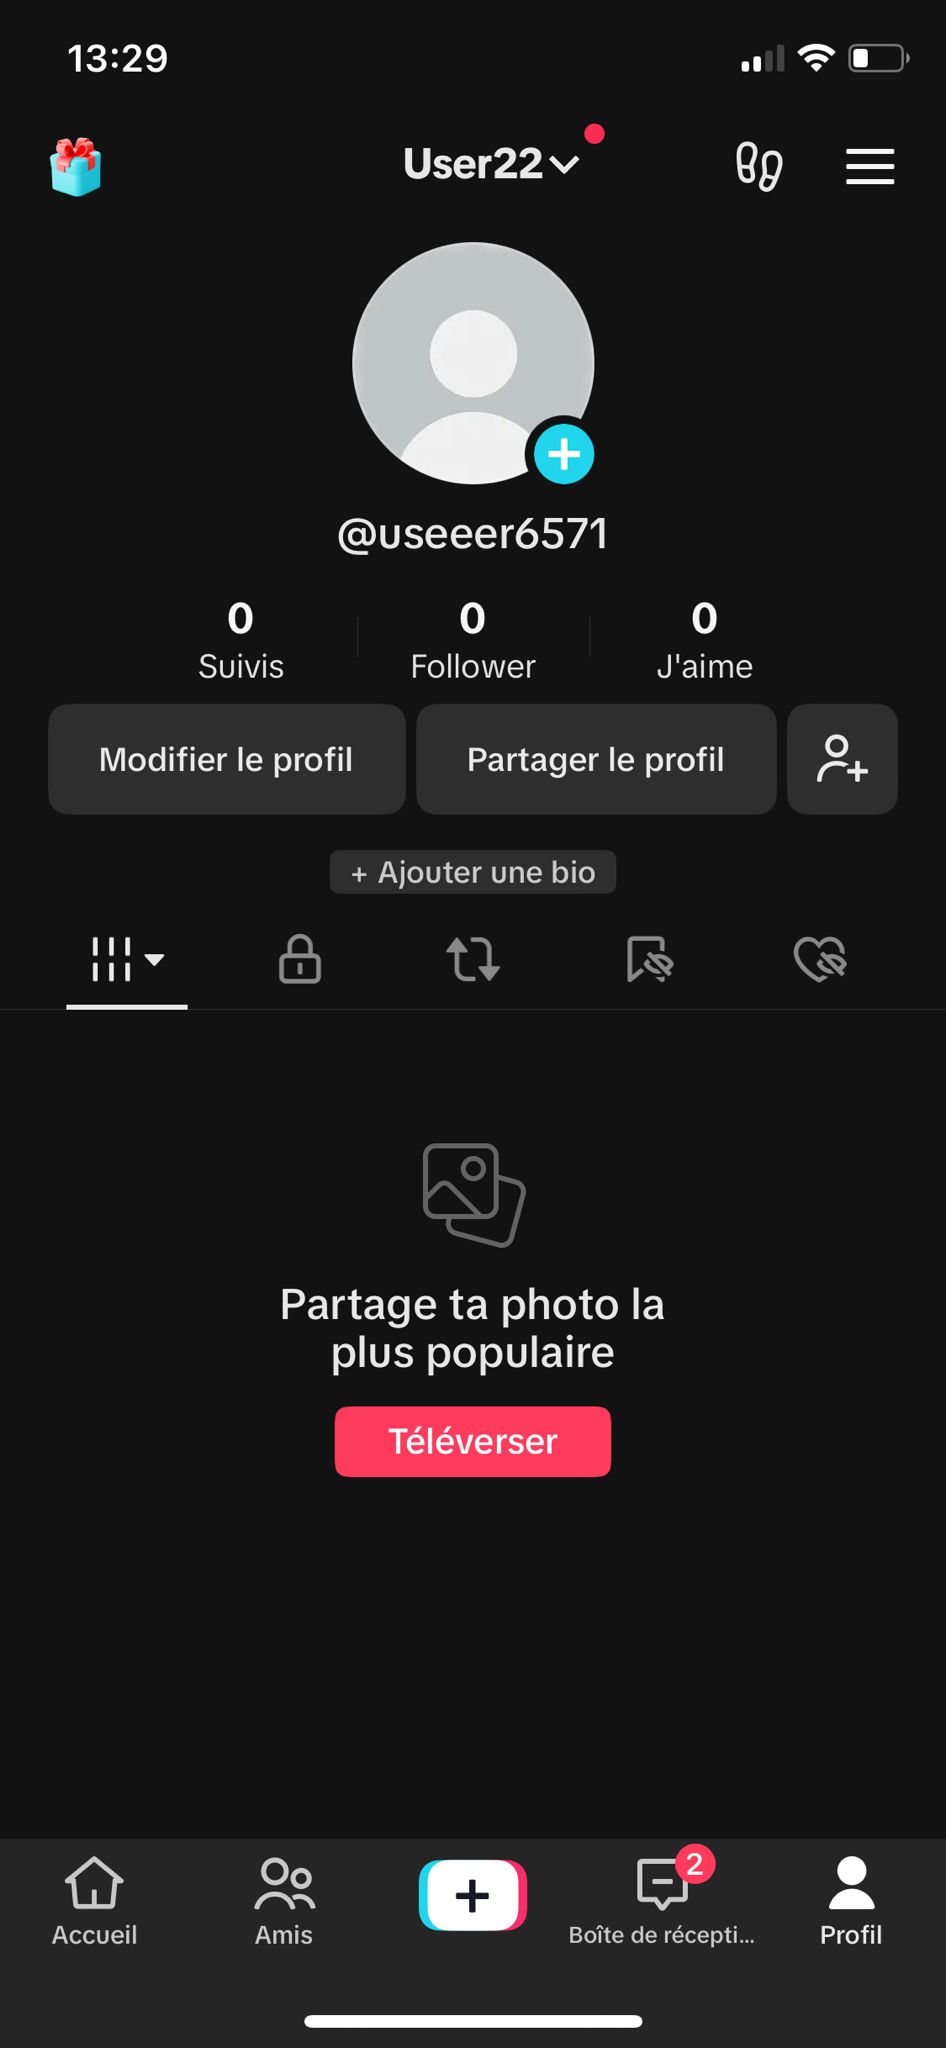 13:29
User22
@useeer6571
0 0 0
Suivis Follower J'aime
Modifier le profil Partager le profil
+ Ajouter une bio
Partage ta photo la
plus populaire
Téléverser
2
Accueil Amis Boîte de récepti... Profil